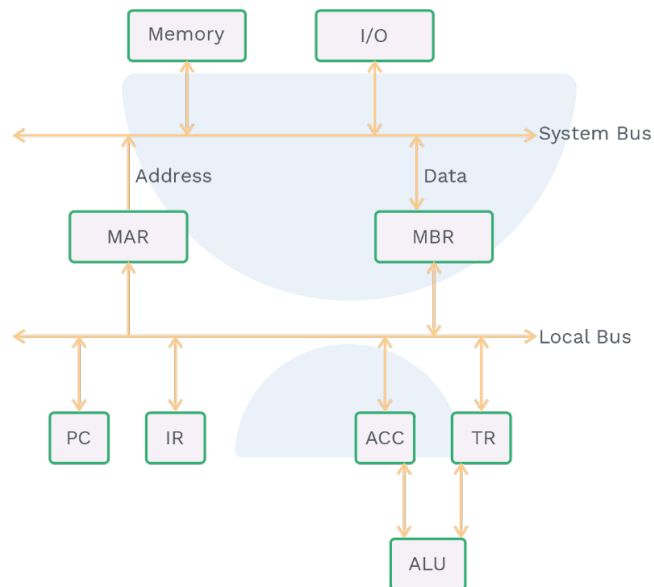 Memory
I/O
System Bus
Address
Data
MAR
MBR
Local Bus
PC
IR
ACC
TR
ALU